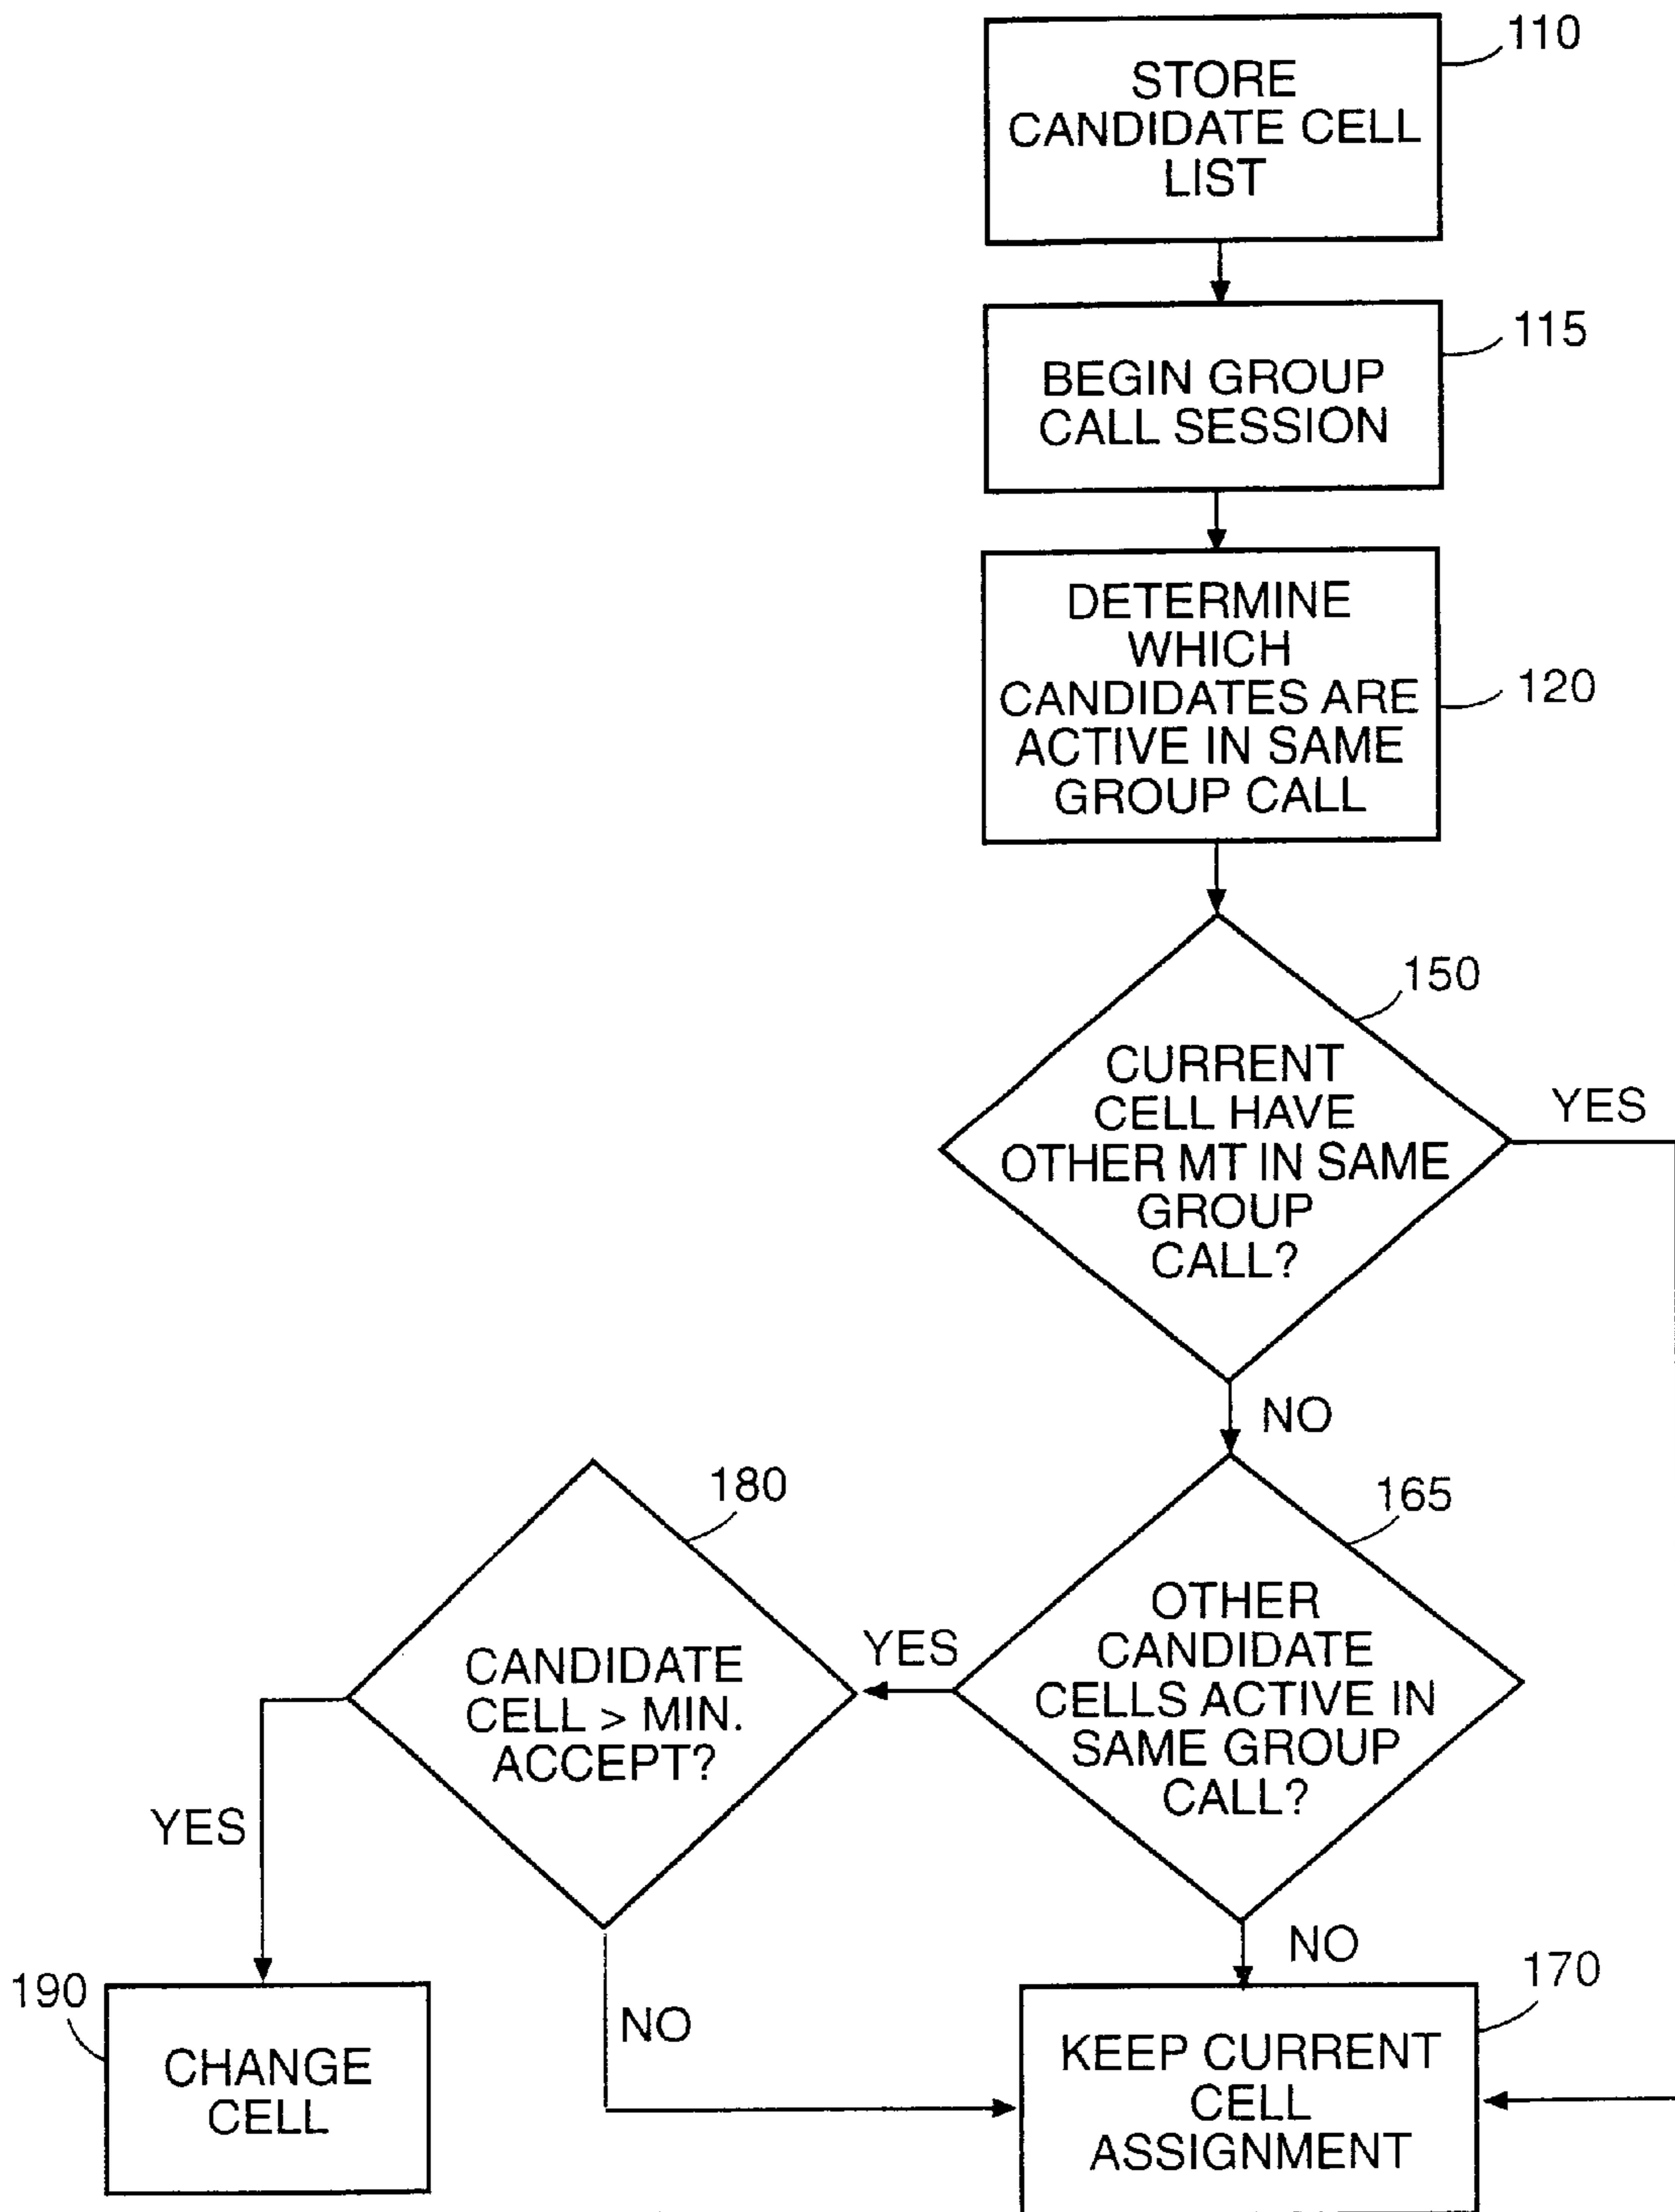 110
STORE
CANDIDATE CELL
LIST
115
BEGIN GROUP
CALL SESSION
DETERMINE
WHICH
CANDIDATES ARE
ACTIVE IN SAME
GROUP CALL
120
150
CURRENT
CELL HAVE
OTHER MT IN SAME
GROUP
CALL?
YES
NO
165
OTHER
CANDIDATE
CELLS ACTIVE IN
SAME GROUP
CALL?
YES
180
CANDIDATE
CELL > MIN.
ACCEPT?
YES
NO
NO
190
CHANGE
CELL
170
KEEP CURRENT
CELL
ASSIGNMENT